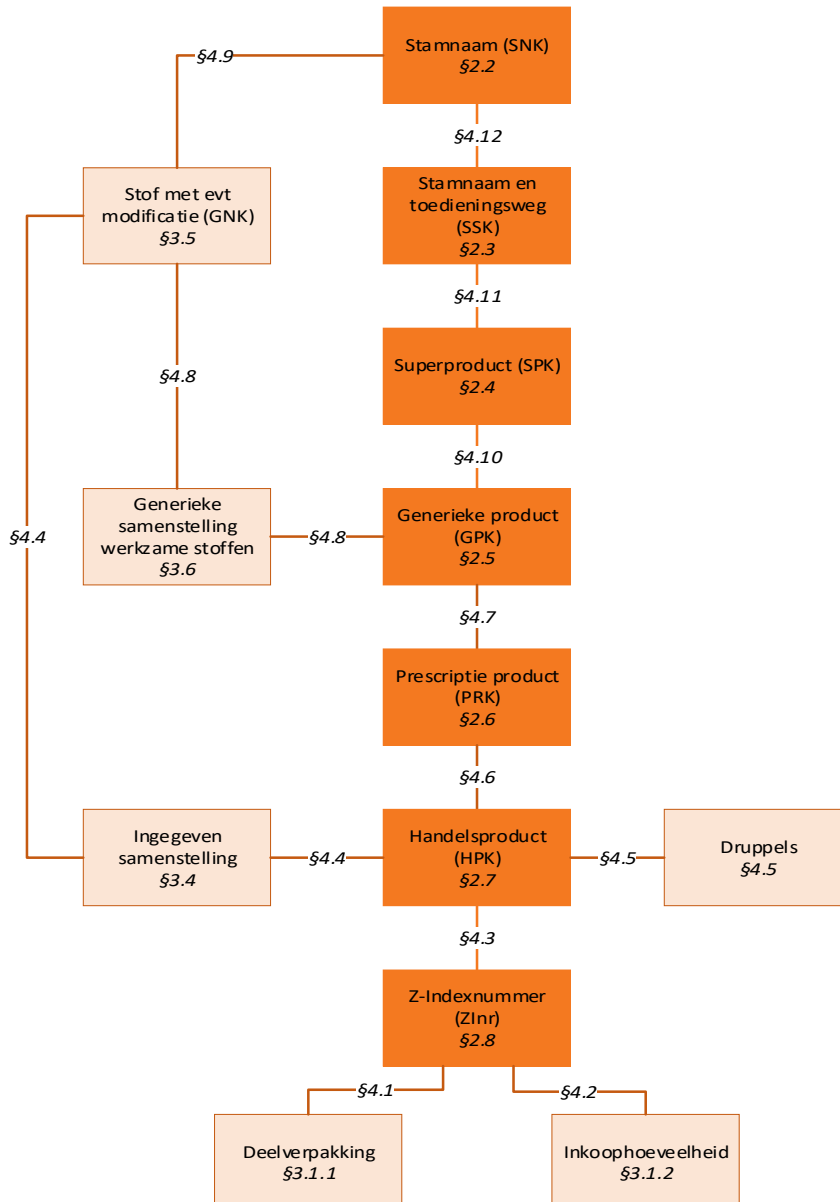 Stamnaam (SNK)
§2.2
§4.9
§4.12
Stof met evt
modificatie (GNK)
§3.5
Stamnaam en
toedieningsweg
(SSK)
§2.3
§4.11
Superproduct (SPK)
§2.4
§4.8
§4.10
Generieke
samenstelling
werkzame stoffen
§3.6
§4.8
Generieke product
(GPK)
§2.5
§4.4
§4.7
Prescriptie product
(PRK)
§2.6
§4.6
Ingegeven
samenstelling
§3.4
§4.4
Handelsproduct
(HPK)
§2.7
§4.5
Druppels
§4.5
§4.3
Z-Indexnummer
(ZInr)
§2.8
§4.1
§4.2
Deelverpakking
§3.1.1
Inkoophoeveelheid
§3.1.2